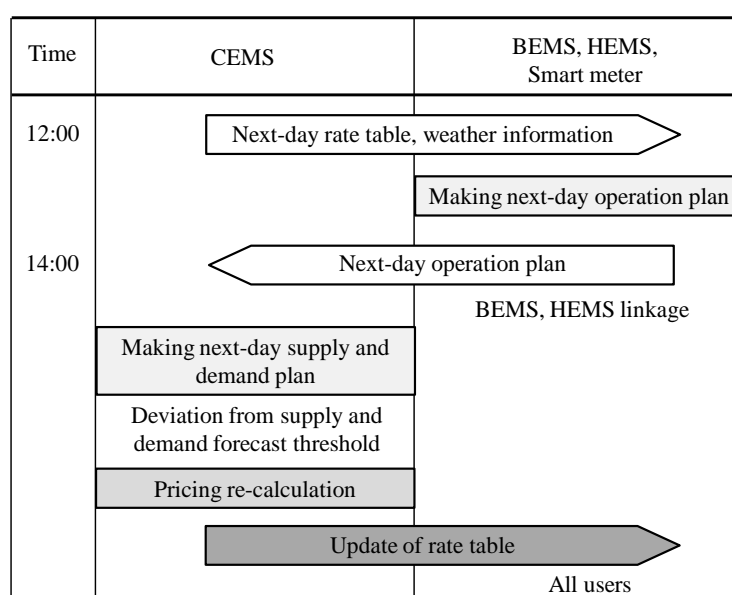 Time
CEMS
BEMS, HEMS,
Smart meter
12:00
Next-day rate table, weather information
Making next-day operation plan
14:00
Next-day operation plan
BEMS, HEMS linkage
Making next-day supply and
demand plan
Deviation from supply and
demand forecast threshold
Pricing re-calculation
Update of rate table
All users